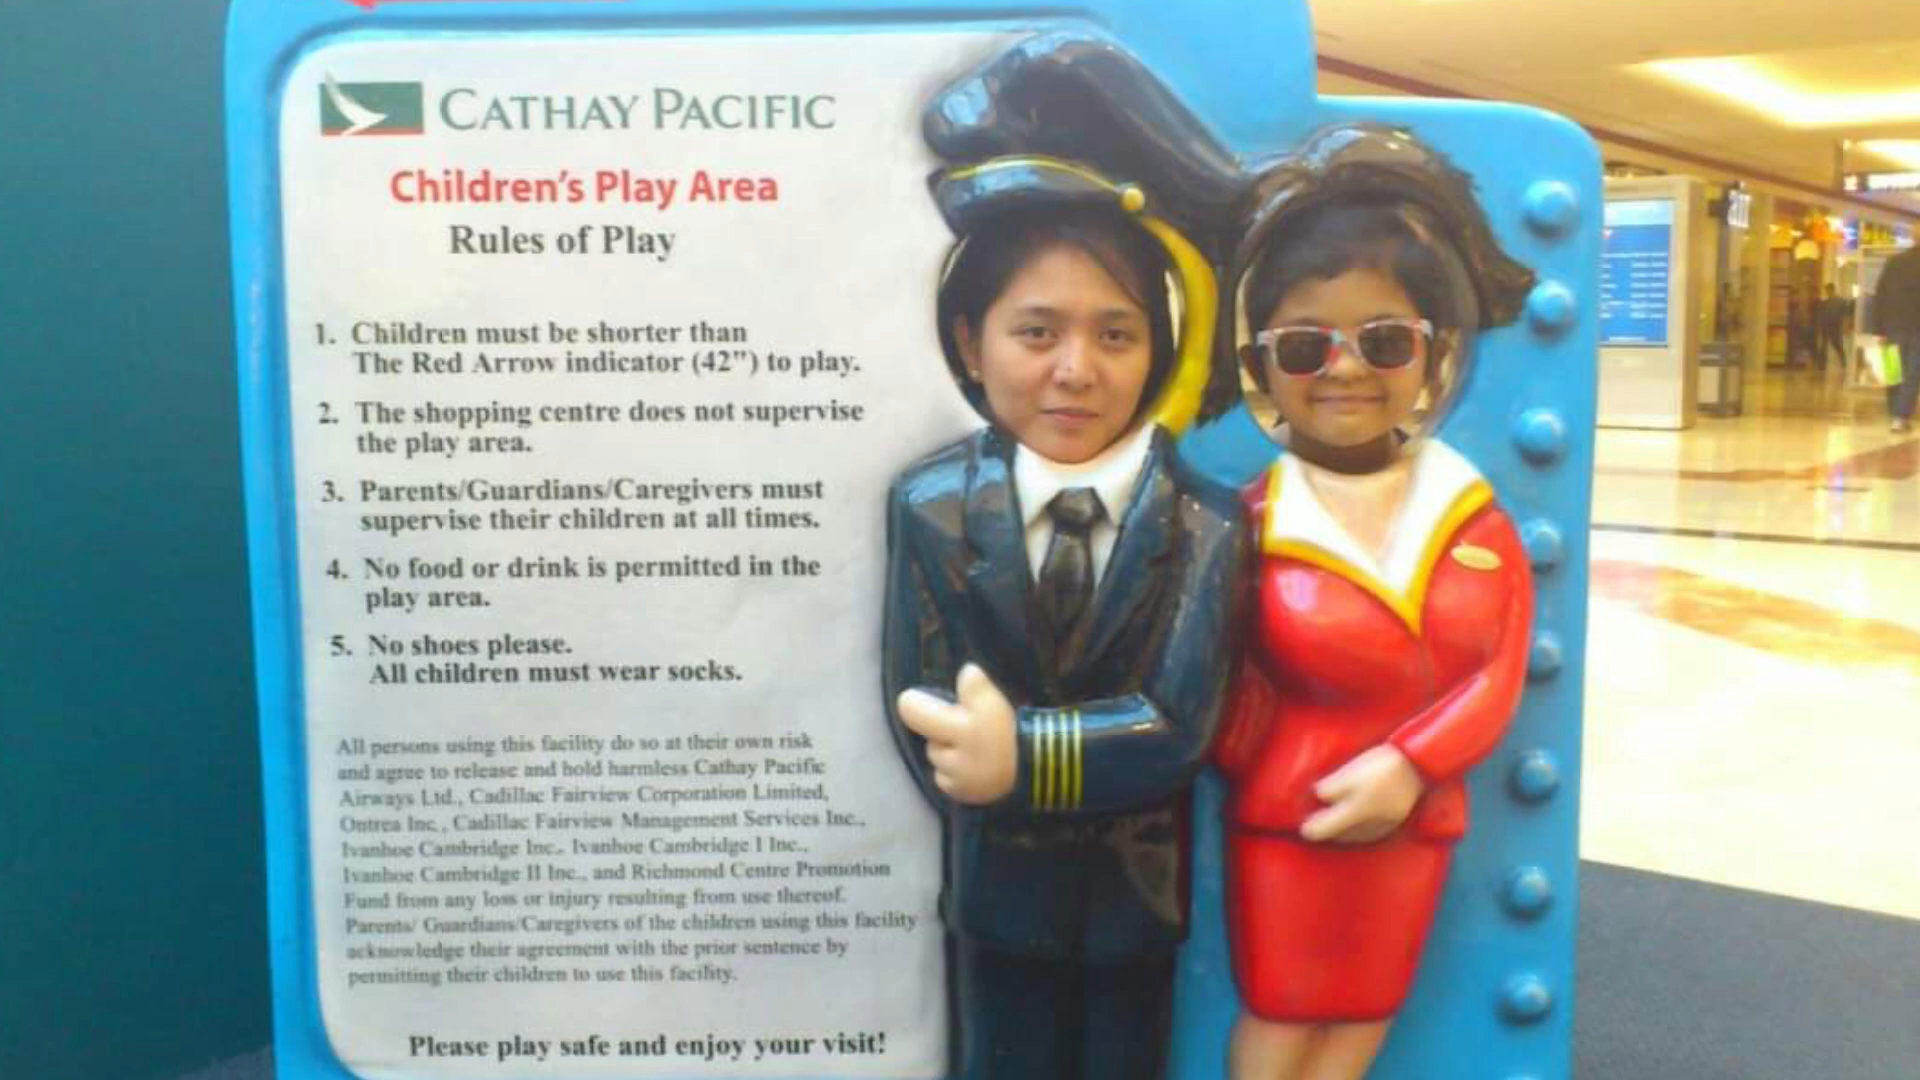 CATHAY PACIFIC
Children's Play Area
Rules of Play
1. Children must be shorter than
The Red Arrow indicator (42") to play.
2. The shopping centre does not supervise
the play area.
3. Parents/Guardians/Caregivers must
supervise their children at all times.
4. No food or drink is permitted in the
play area.
5. No shoes please.
All children must wear socks.
All persons using this facility do so at their own risk
and agree to release and hold harmless Cathay Pacific
Airways Ltd., Cadillac Fairview Corporation Limited,
Ontrea Inc., Cadillac Fairview Management Services Inc.,
Ivanhoe Cambridge Inc., Ivanhoe Cambridge I Inc.,
Ivanhoe Cambridge II Inc., and Richmond Centre Promotion
Fund from any loss or injury resulting from use thereof.
Parents/ Guardians/Caregivers of the children using this facility
acknowledge their agreement with the prior sentence by
permitting their children to use this facility.
Please play safe and enjoy your visit!